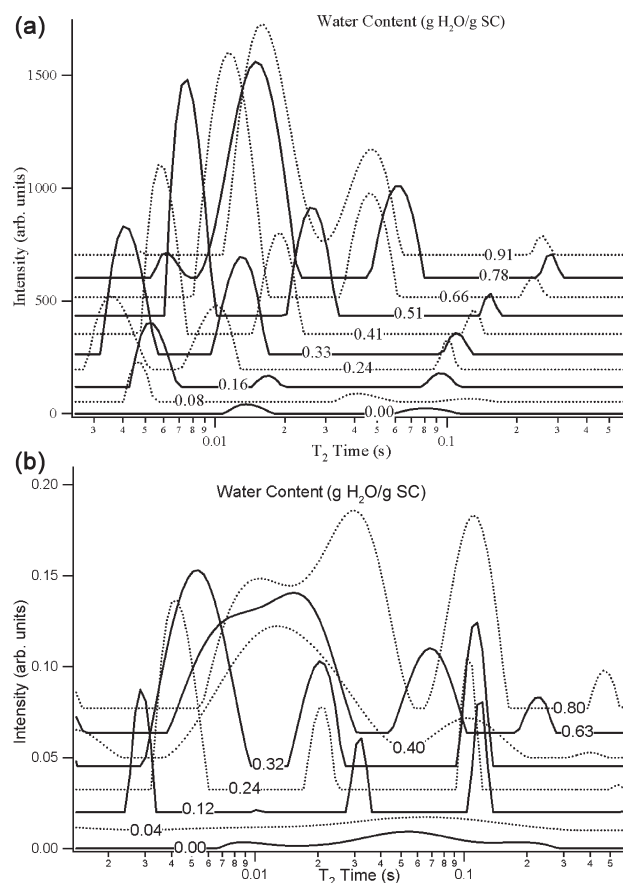 (a)
Water Content (g H₂O/g SC)
Intensity (arb. units)
1500
1000
500
0
0.91
0.78
0.66
0.51
0.41
0.33
0.24
0.16
0.08
0.00
3 4 5 6 7 8 9 0.01 2 3 4 5 6 7 8 9 0.1 2 3 4 5
T₂ Time (s)
(b)
Water Content (g H₂O/g SC)
Intensity (arb. units)
0.20
0.15
0.10
0.05
0.00
0.80
0.63
0.40
0.32
0.24
0.12
0.04
0.00
2 3 4 5 6 7 8 9 0.01 2 3 4 5 6 7 8 9 0.1 2 3 4 5
T₂ Time (s)